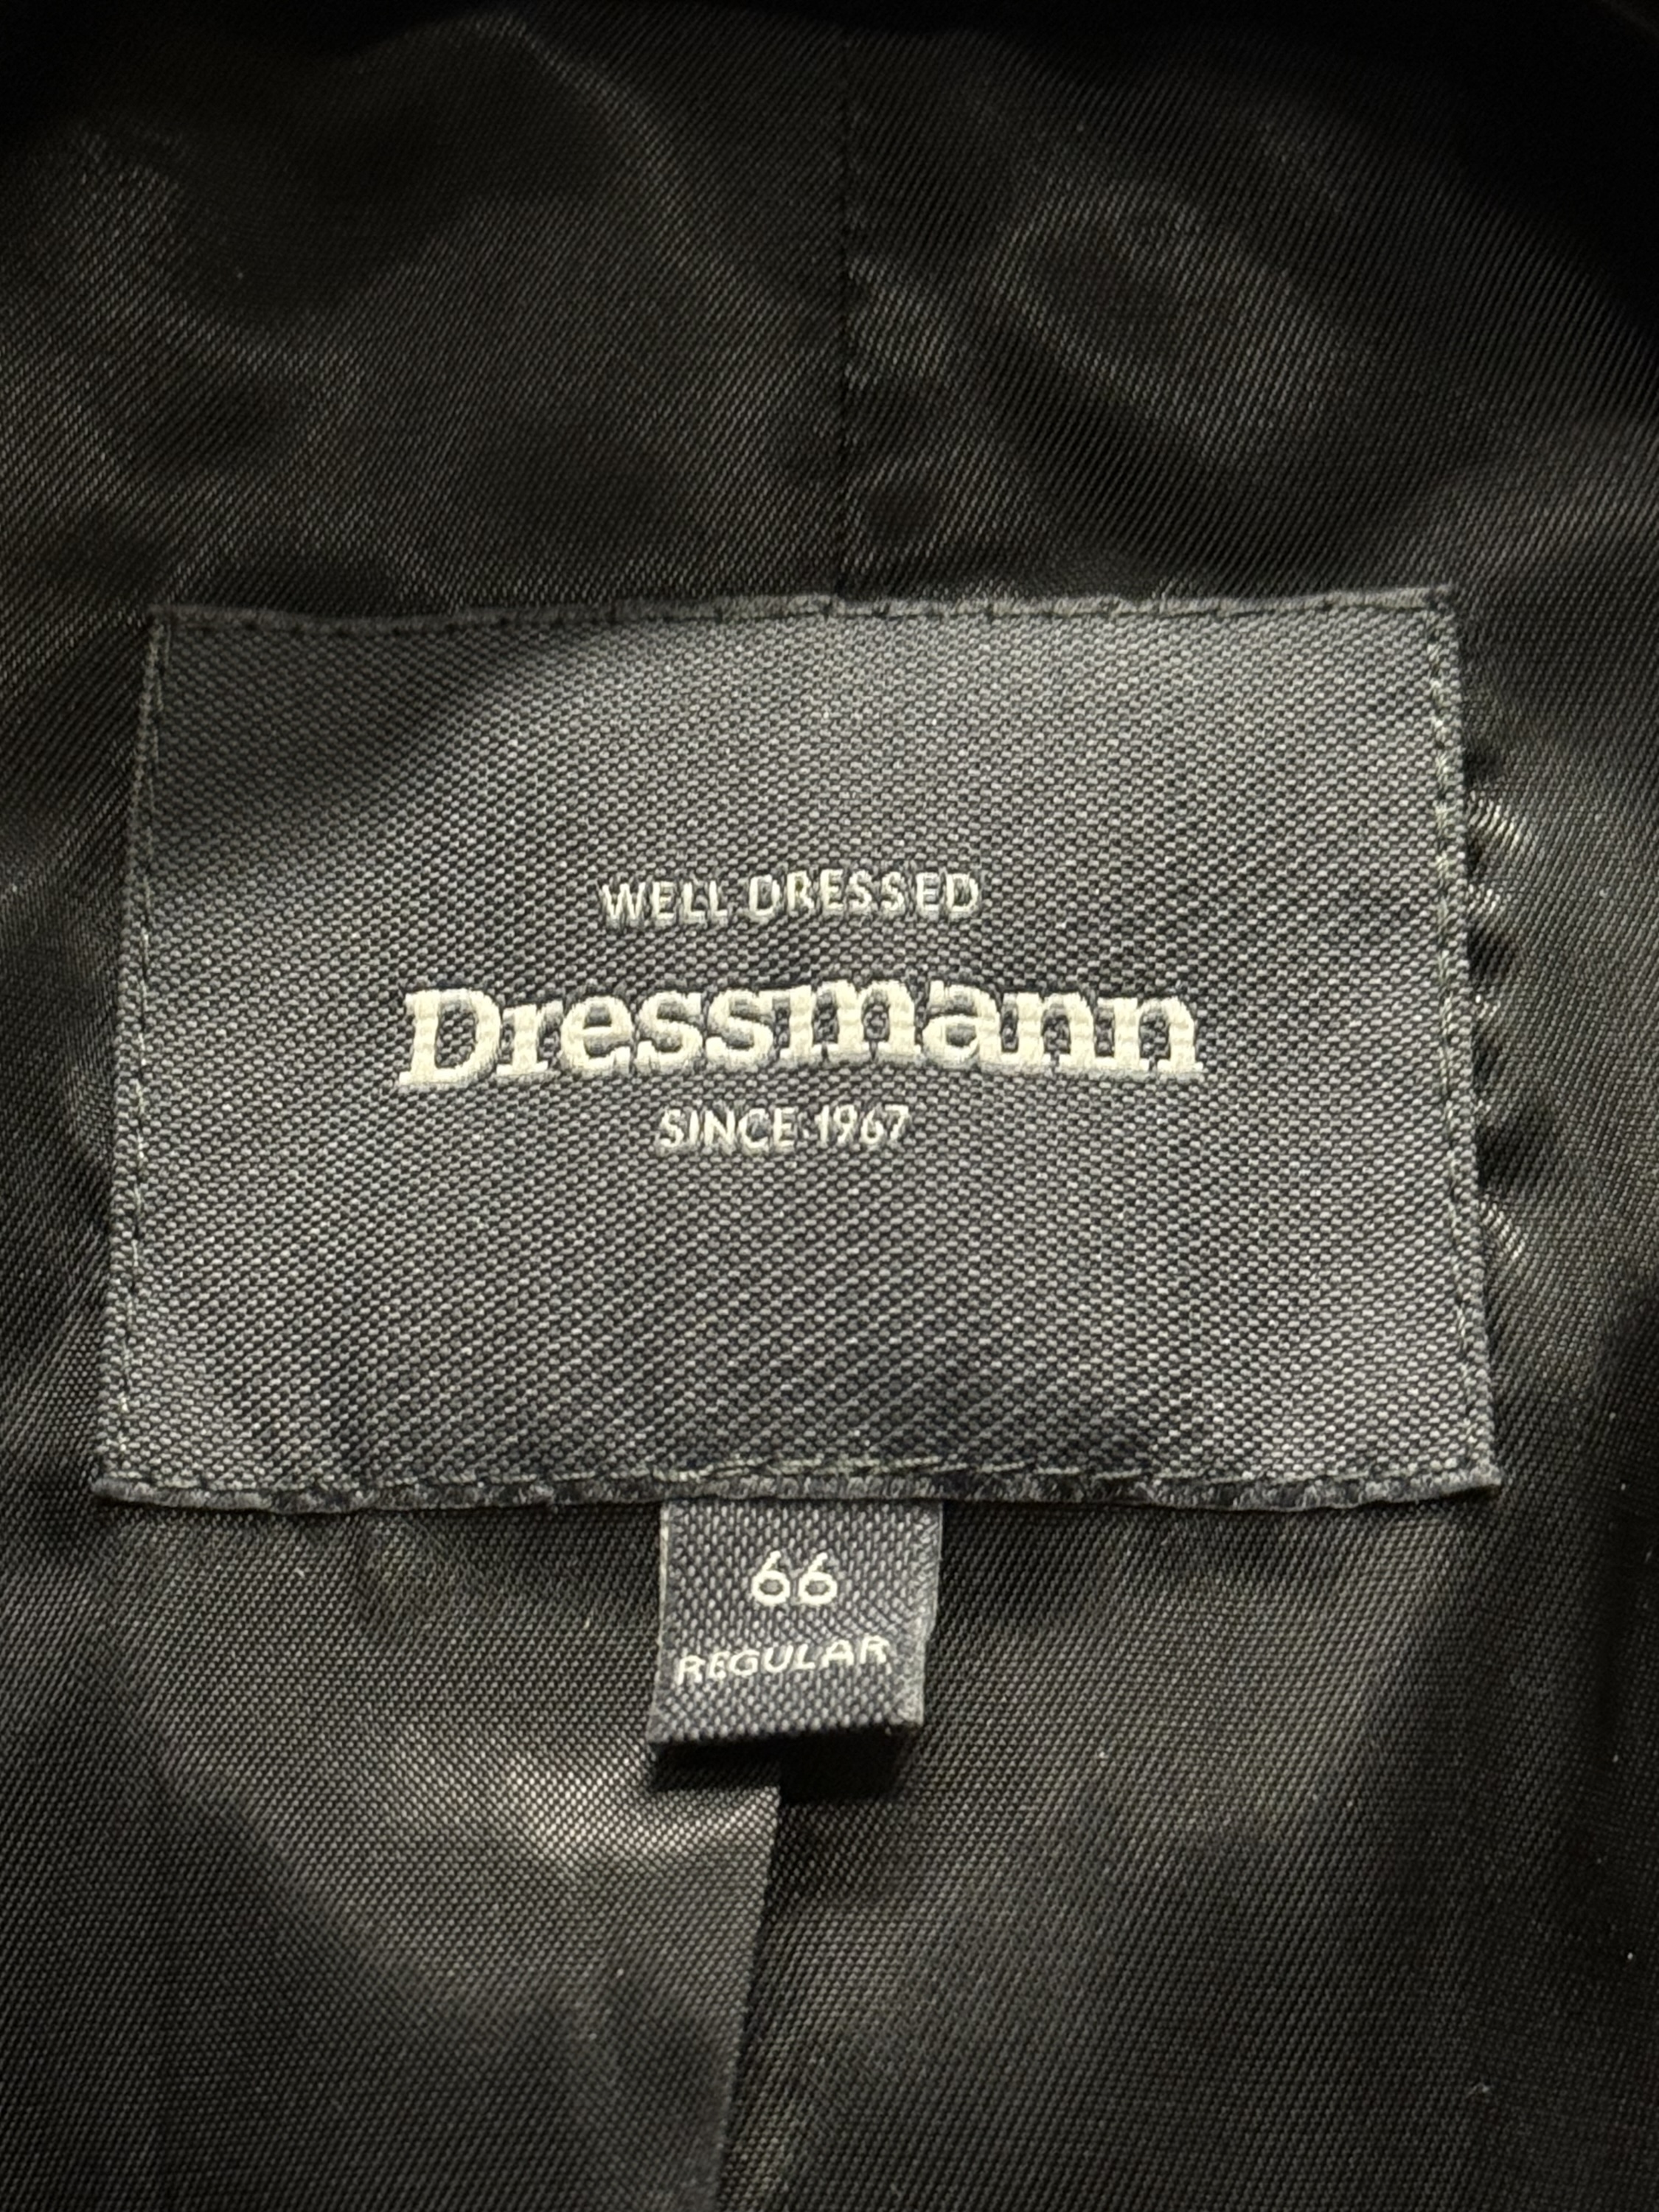 WELL DRESSED
Dressmann
SINCE 1967
66
REGULAR